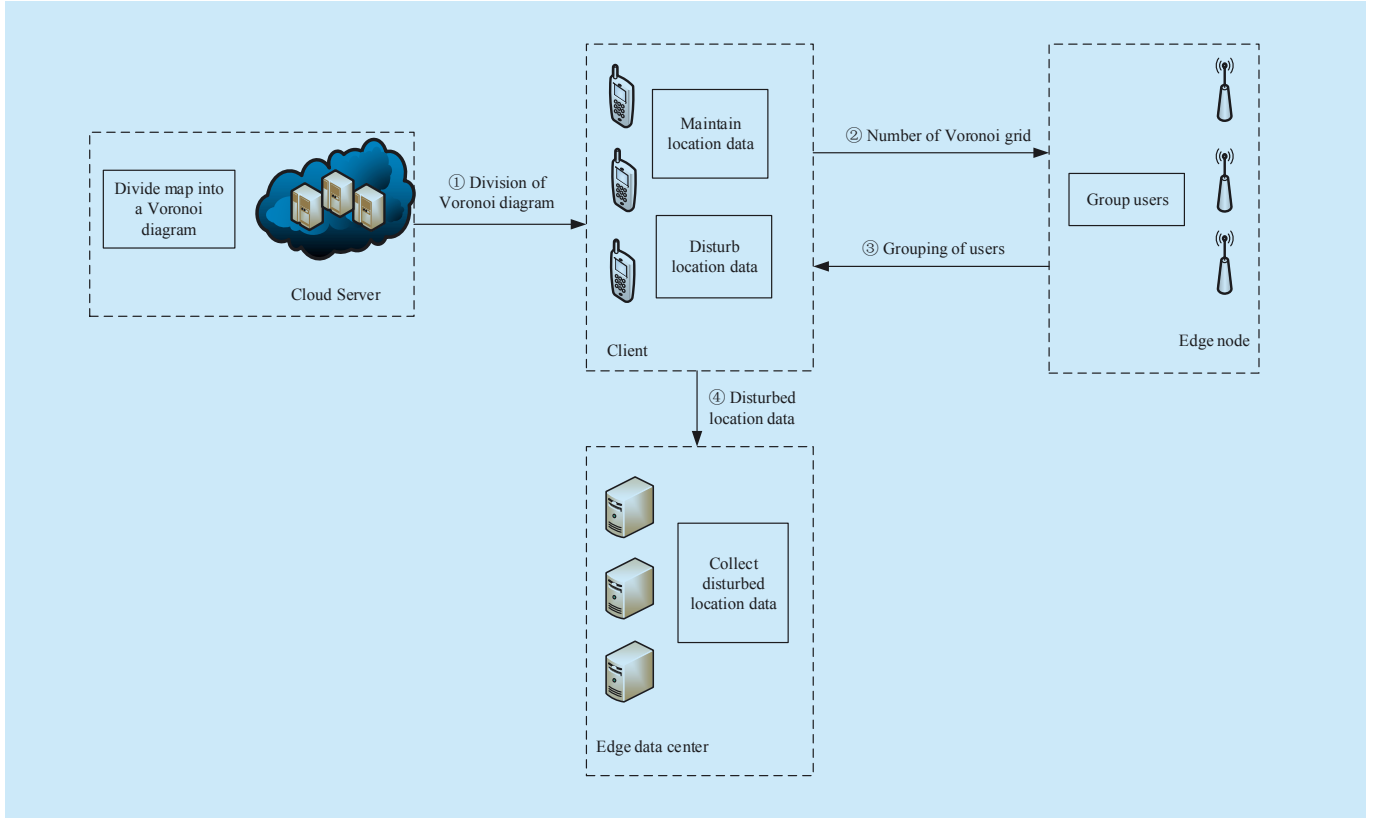 Divide map into
a Voronoi
diagram
Cloud Server
① Division of
Voronoi diagram
Maintain
location data
Disturb
location data
Client
② Number of Voronoi grid
③ Grouping of users
Group users
Edge node
④ Disturbed
location data
Collect
disturbed
location data
Edge data center